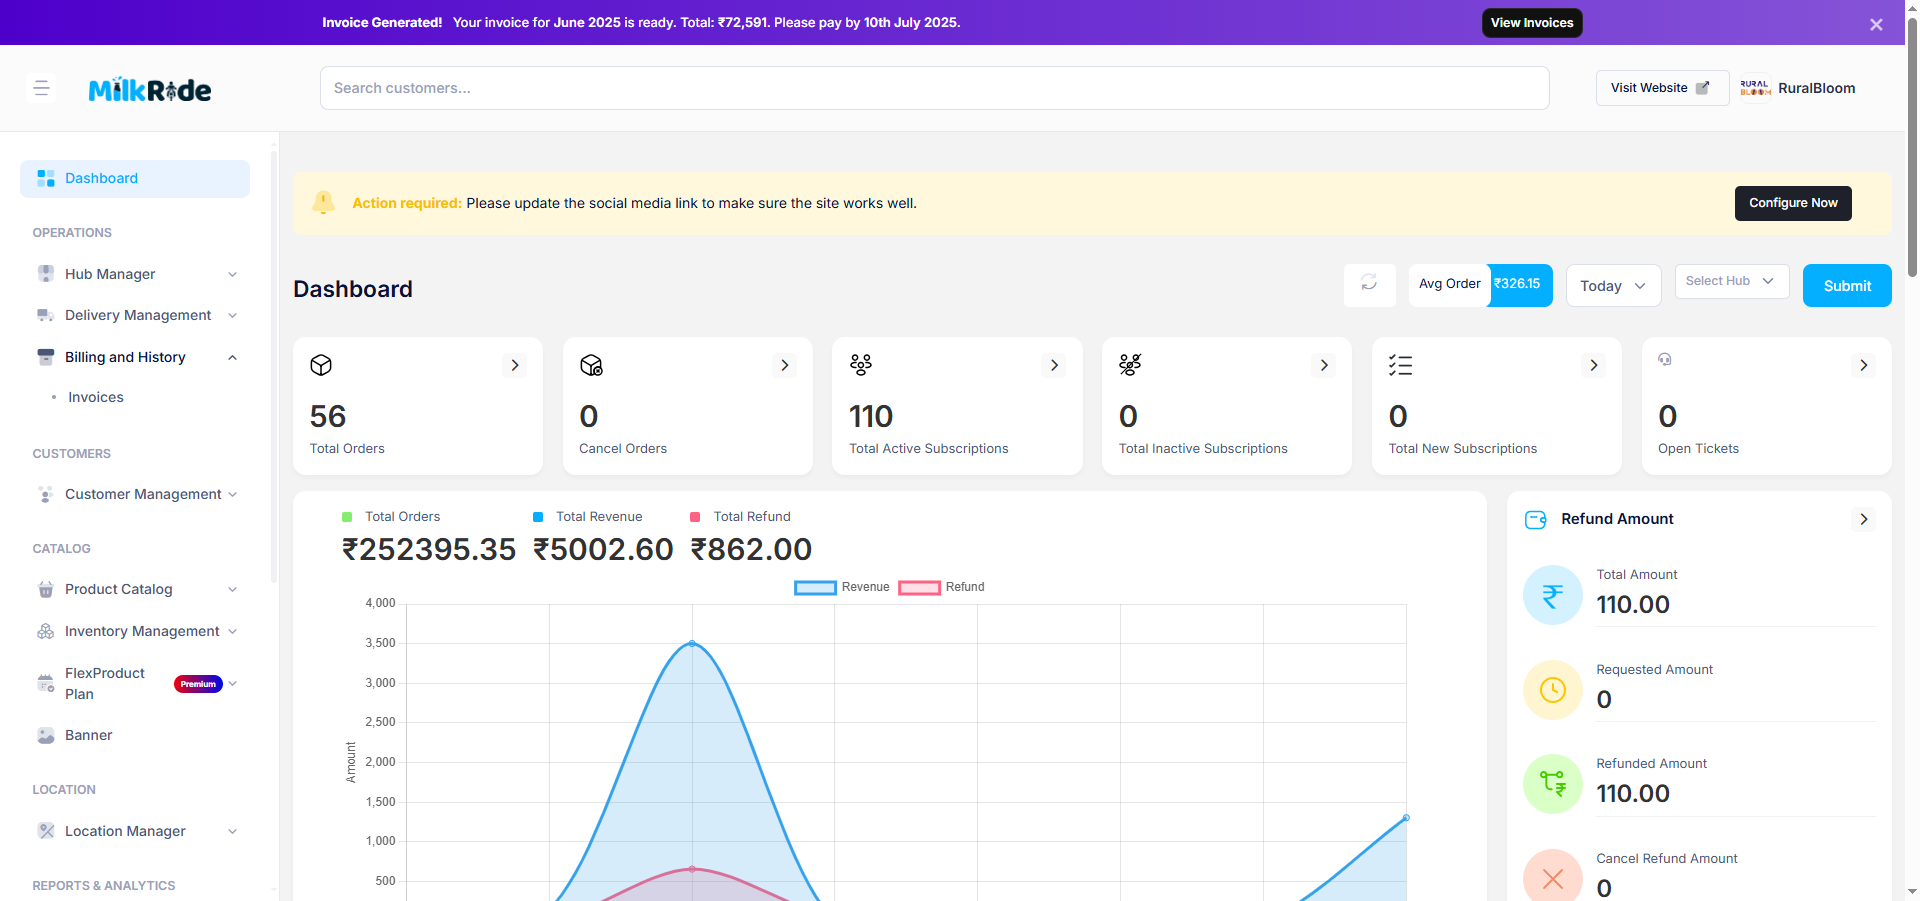 Invoice Generated! Your invoice for June 2025 is ready. Total: ₹72,591. Please pay by 10th July 2025.
View Invoices
MilkRide
Search customers...
Visit Website
RURAL BLOOM
RuralBloom
Dashboard
OPERATIONS
Hub Manager
Delivery Management
Billing and History
Invoices
CUSTOMERS
Customer Management
CATALOG
Product Catalog
Inventory Management
FlexProduct
Plan
Premium
Banner
LOCATION
Location Manager
REPORTS & ANALYTICS
Action required: Please update the social media link to make sure the site works well.
Configure Now
Dashboard
Avg Order ₹326.15
Today
Select Hub
Submit
56
Total Orders
0
Cancel Orders
110
Total Active Subscriptions
0
Total Inactive Subscriptions
0
Total New Subscriptions
0
Open Tickets
Total Orders
₹252395.35
Total Revenue
₹5002.60
Total Refund
₹862.00
Revenue
Refund
4,000
3,500
3,000
2,500
2,000
1,500
1,000
500
Amount
Refund Amount
Total Amount
110.00
Requested Amount
0
Refunded Amount
110.00
Cancel Refund Amount
0